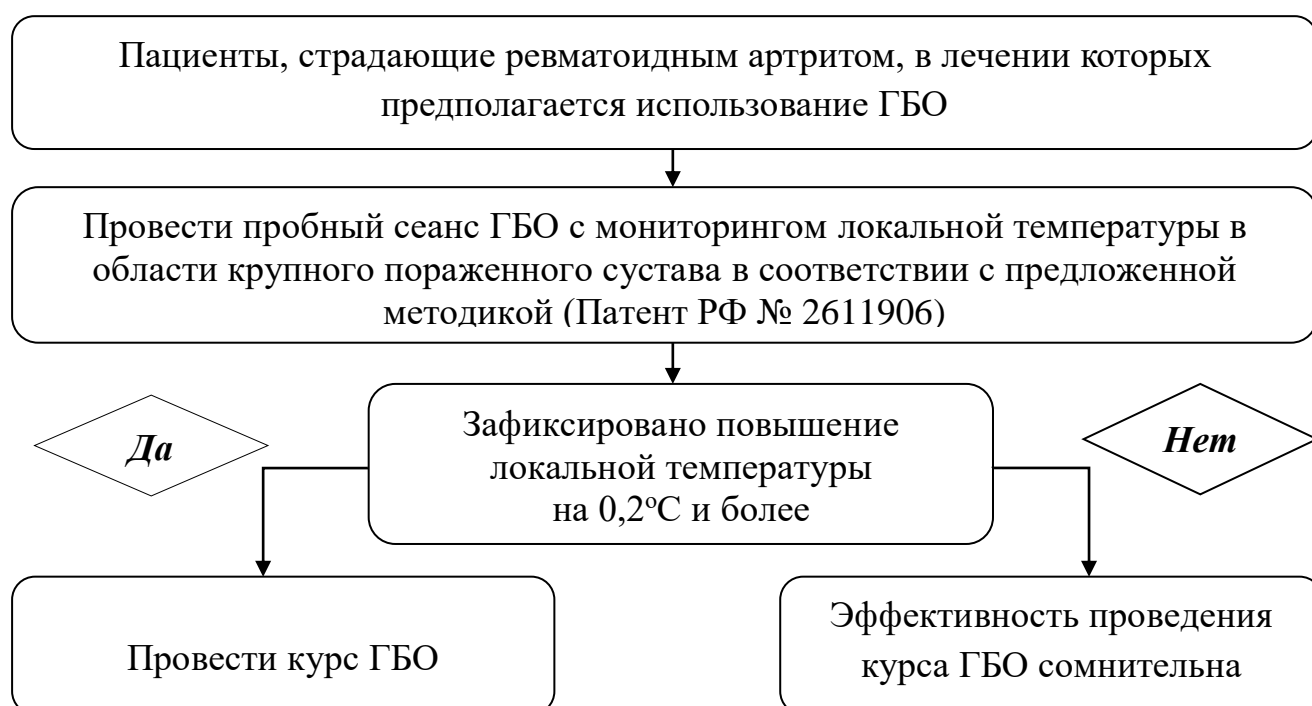 Пациенты, страдающие ревматоидным артритом, в лечении которых
предполагается использование ГБО
Провести пробный сеанс ГБО с мониторингом локальной температуры в
области крупного пораженного сустава в соответствии с предложенной
методикой (Патент РФ № 2611906)
Да
Зафиксировано повышение
локальной температуры
на 0,2°С и более
Нет
Провести курс ГБО
Эффективность проведения
курса ГБО сомнительна